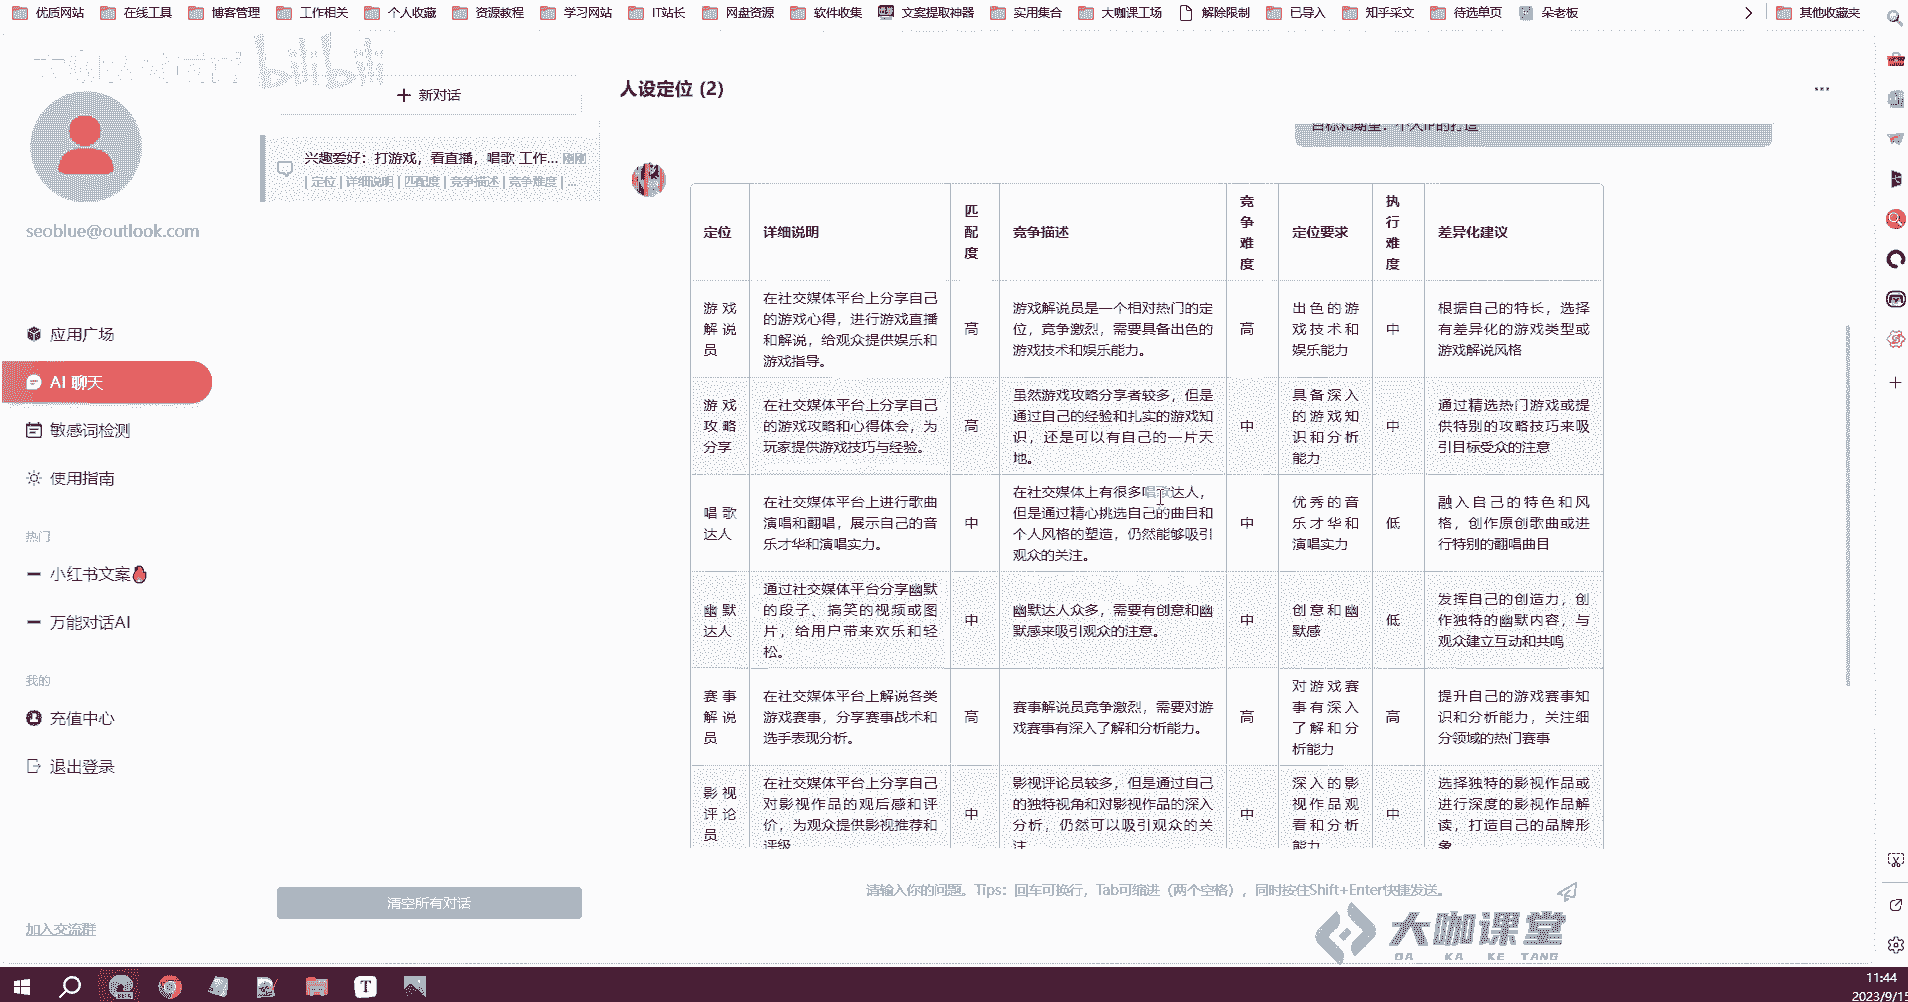 优质网站 在线工具 博客管理 工作相关 个人收藏 资源教程 学习网站 IT站长 网盘资源 软件收集 文案提取神器 实用集合 大咖课工场 解除限制 已导入 知乎采文 待选单页 朵老板 其他收藏夹
bilibili
seoblue@outlook.com
应用广场
AI 聊天
敏感词检测
使用指南
热门
小红书文案
万能对话AI
我的
充值中心
退出登录
加入交流群
新对话
兴趣爱好：打游戏，看直播，唱歌 工作... 刚刚
| 定位 | 详细说明 | 匹配度 | 竞争描述 | 竞争难度 | ...
清空所有对话
人设定位 (2)
目标和期望：个人IP的打造
定位 详细说明 匹配度 竞争描述 竞争难度 定位要求 执行难度 差异化建议
游戏解说员
在社交媒体平台上分享自己
的游戏心得，进行游戏直播
和解说，给观众提供娱乐和
游戏指导。
高
游戏解说员是一个相对热门的定
位，竞争激烈，需要具备出色的
游戏技术和娱乐能力。
高
出色的游
戏技术和
娱乐能力
中
根据自己的特长，选择
有差异化的游戏类型或
游戏解说风格
游戏攻略分享
在社交媒体平台上分享自己
的游戏攻略和心得体会，为
玩家提供游戏技巧与经验。
高
虽然游戏攻略分享者较多，但是
通过自己的经验和扎实的游戏知
识，还是可以有自己的一片天
地。
中
具备深入
的游戏知
识和分析
能力
中
通过精选热门游戏或提
供特别的攻略技巧来吸
引目标受众的注意
唱歌达人
在社交媒体平台上进行歌曲
演唱和翻唱，展示自己的音
乐才华和演唱实力。
中
在社交媒体上有很多唱歌达人，
但是通过精心挑选自己的曲目和
个人风格的塑造，仍然能够吸引
观众的关注。
中
优秀的音
乐才华和
演唱实力
低
融入自己的特色和风
格，创作原创歌曲或进
行特别的翻唱曲目
幽默达人
通过社交媒体平台分享幽默
的段子、搞笑的视频或图
片，给用户带来欢乐和轻
松。
中
幽默达人众多，需要有创意和幽
默感来吸引观众的注意。
中
创意和幽
默感
低
发挥自己的创造力，创
作独特的幽默内容，与
观众建立互动和共鸣
赛事解说员
在社交媒体平台上解说各类
游戏赛事，分享赛事战术和
选手表现分析。
高
赛事解说员竞争激烈，需要对游
戏赛事有深入了解和分析能力。
高
对游戏赛
事有深入
了解和分
析能力
高
提升自己的游戏赛事知
识和分析能力，关注细
分领域的热门赛事
影视评论员
在社交媒体平台上分享自己
对影视作品的观后感和评
价，为观众提供影视推荐和
评级
中
影视评论员较多，但是通过自己
的独特视角和对影视作品的深入
分析，仍然可以吸引观众的关
注
中
深入的影
视作品观
看和分析
能力
中
选择独特的影视作品或
进行深度的影视作品解
读，打造自己的品牌形
象
请输入你的问题。Tips：回车可换行，Tab可缩进（两个空格），同时按住Shift+Enter快捷发送。
大咖课堂
DA KA KE TANG
11:44
2023/9/15